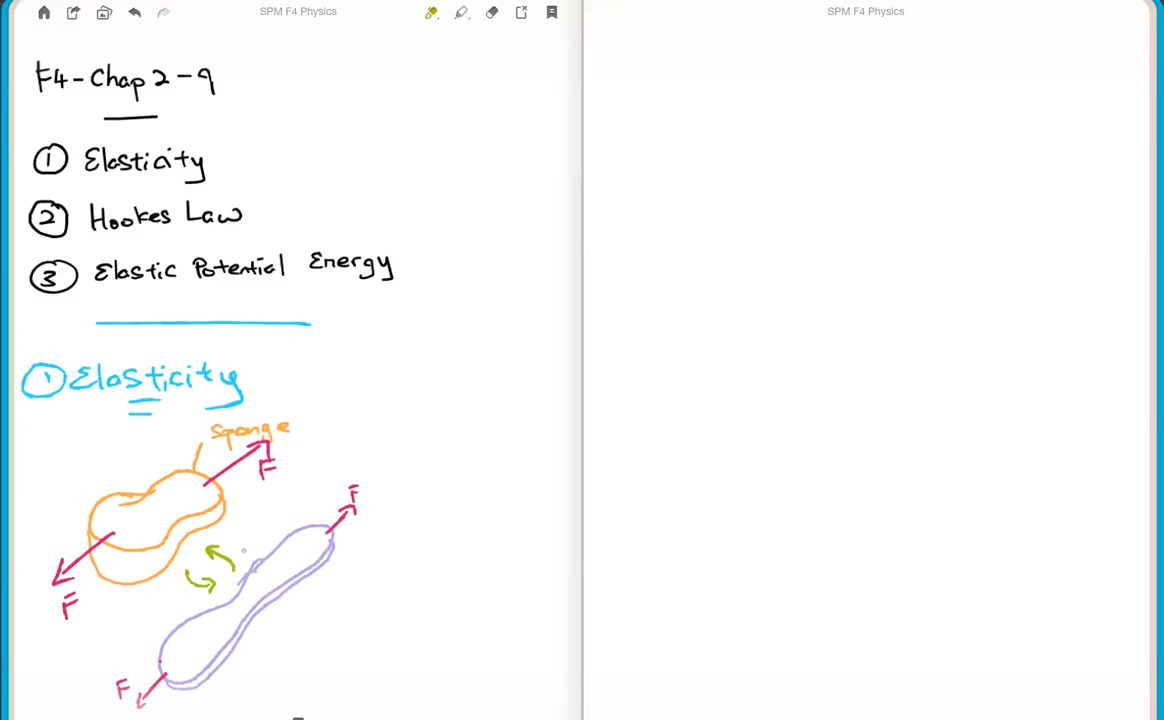 SPM F4 Physics
SPM F4 Physics
F4 - Chap 2 - 9
① Elasticity
② Hookes Law
③ Elastic Potential Energy
① Elasticity
Sponge
F
F
F
F